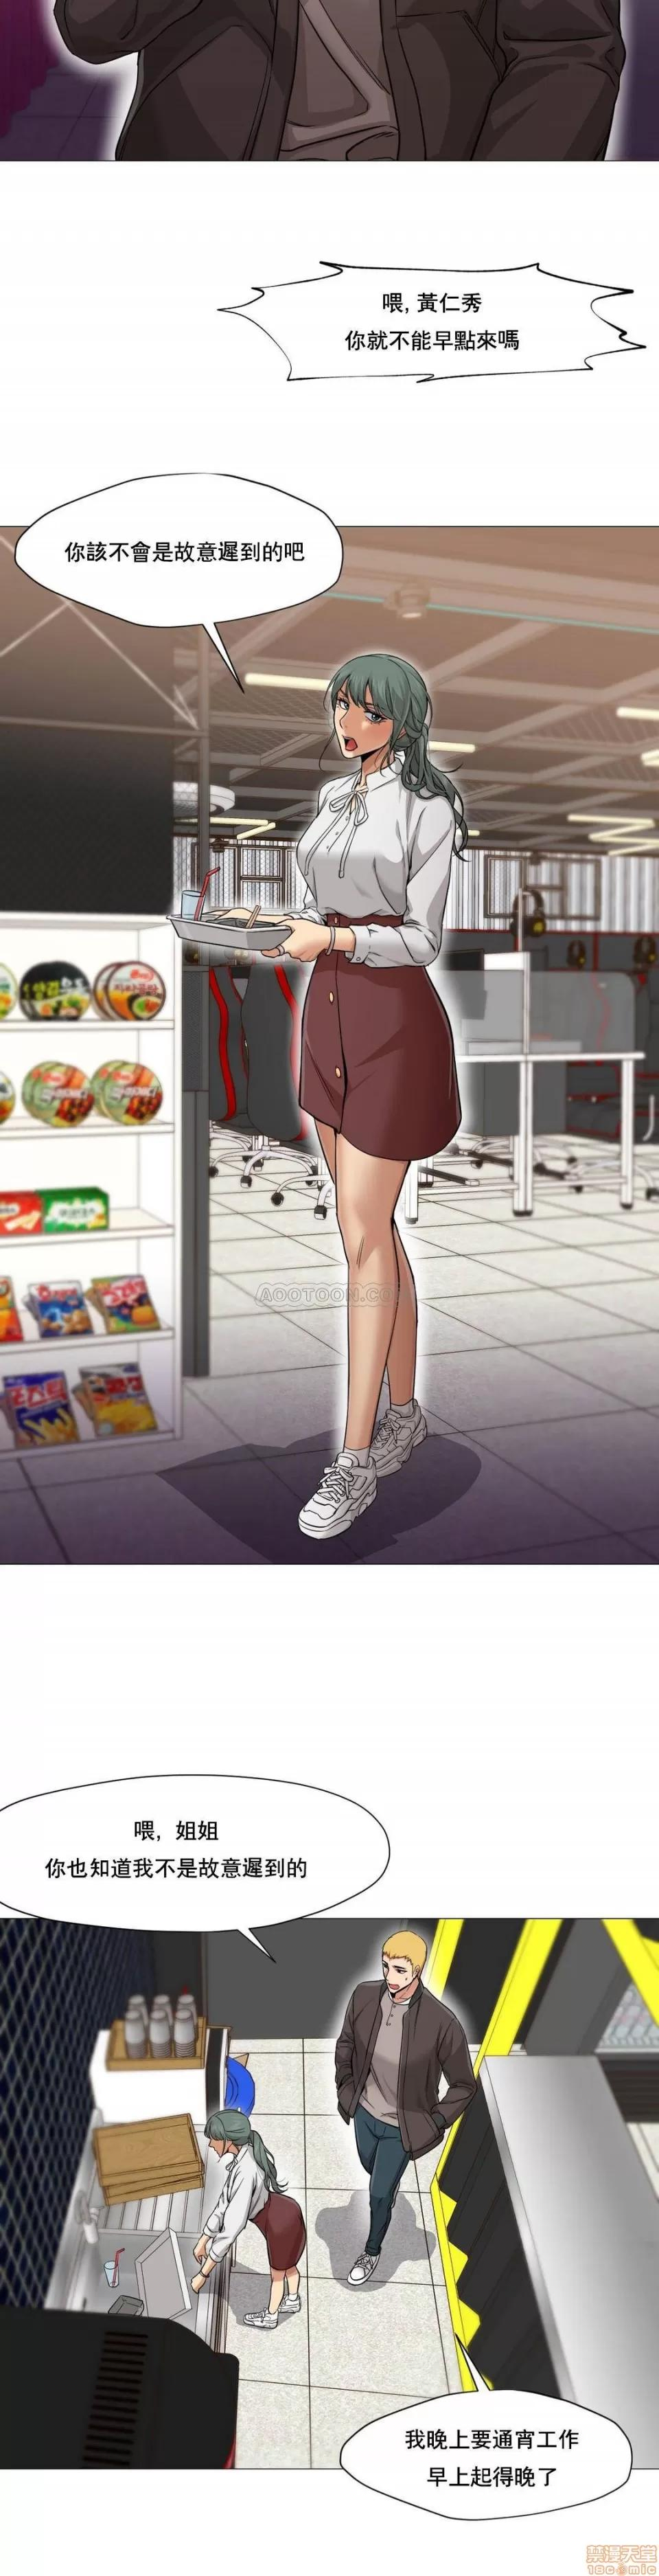 喂, 黃仁秀
你就不能早點來嗎
你該不會是故意遲到的吧
AOOTOON.CO
喂, 姐姐
你也知道我不是故意遲到的
我晚上要通宵工作
早上起得晚了
禁漫天堂